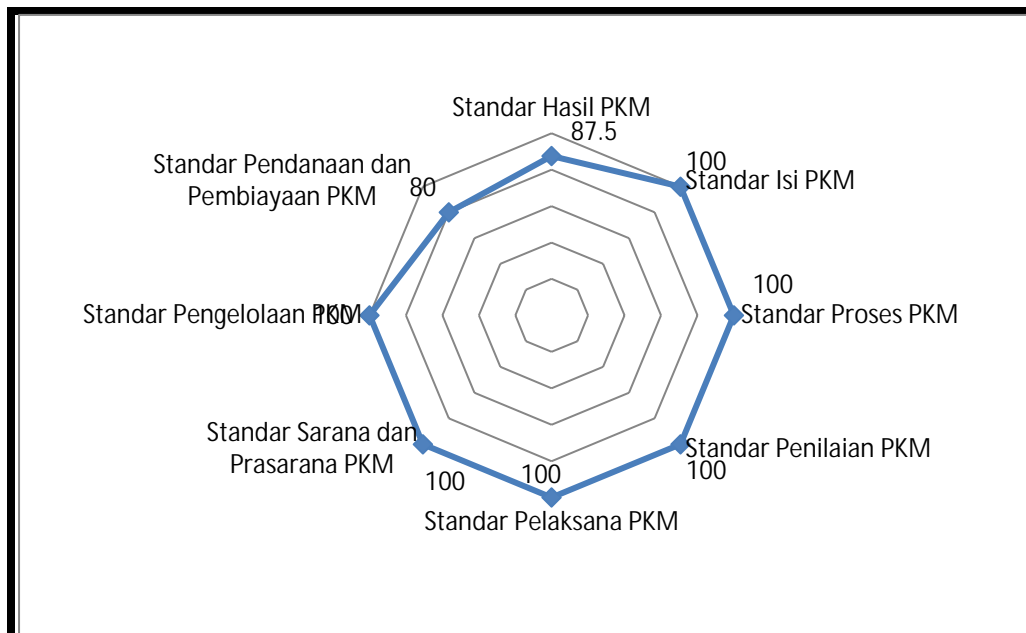 Standar Hasil PKM
87.5
100
Standar Isi PKM
100
Standar Proses PKM
Standar Penilaian PKM
100
100
Standar Pelaksana PKM
Standar Sarana dan
Prasarana PKM
100
Standar Pengelolaan PKM
100
Standar Pendanaan dan
Pembiayaan PKM
80